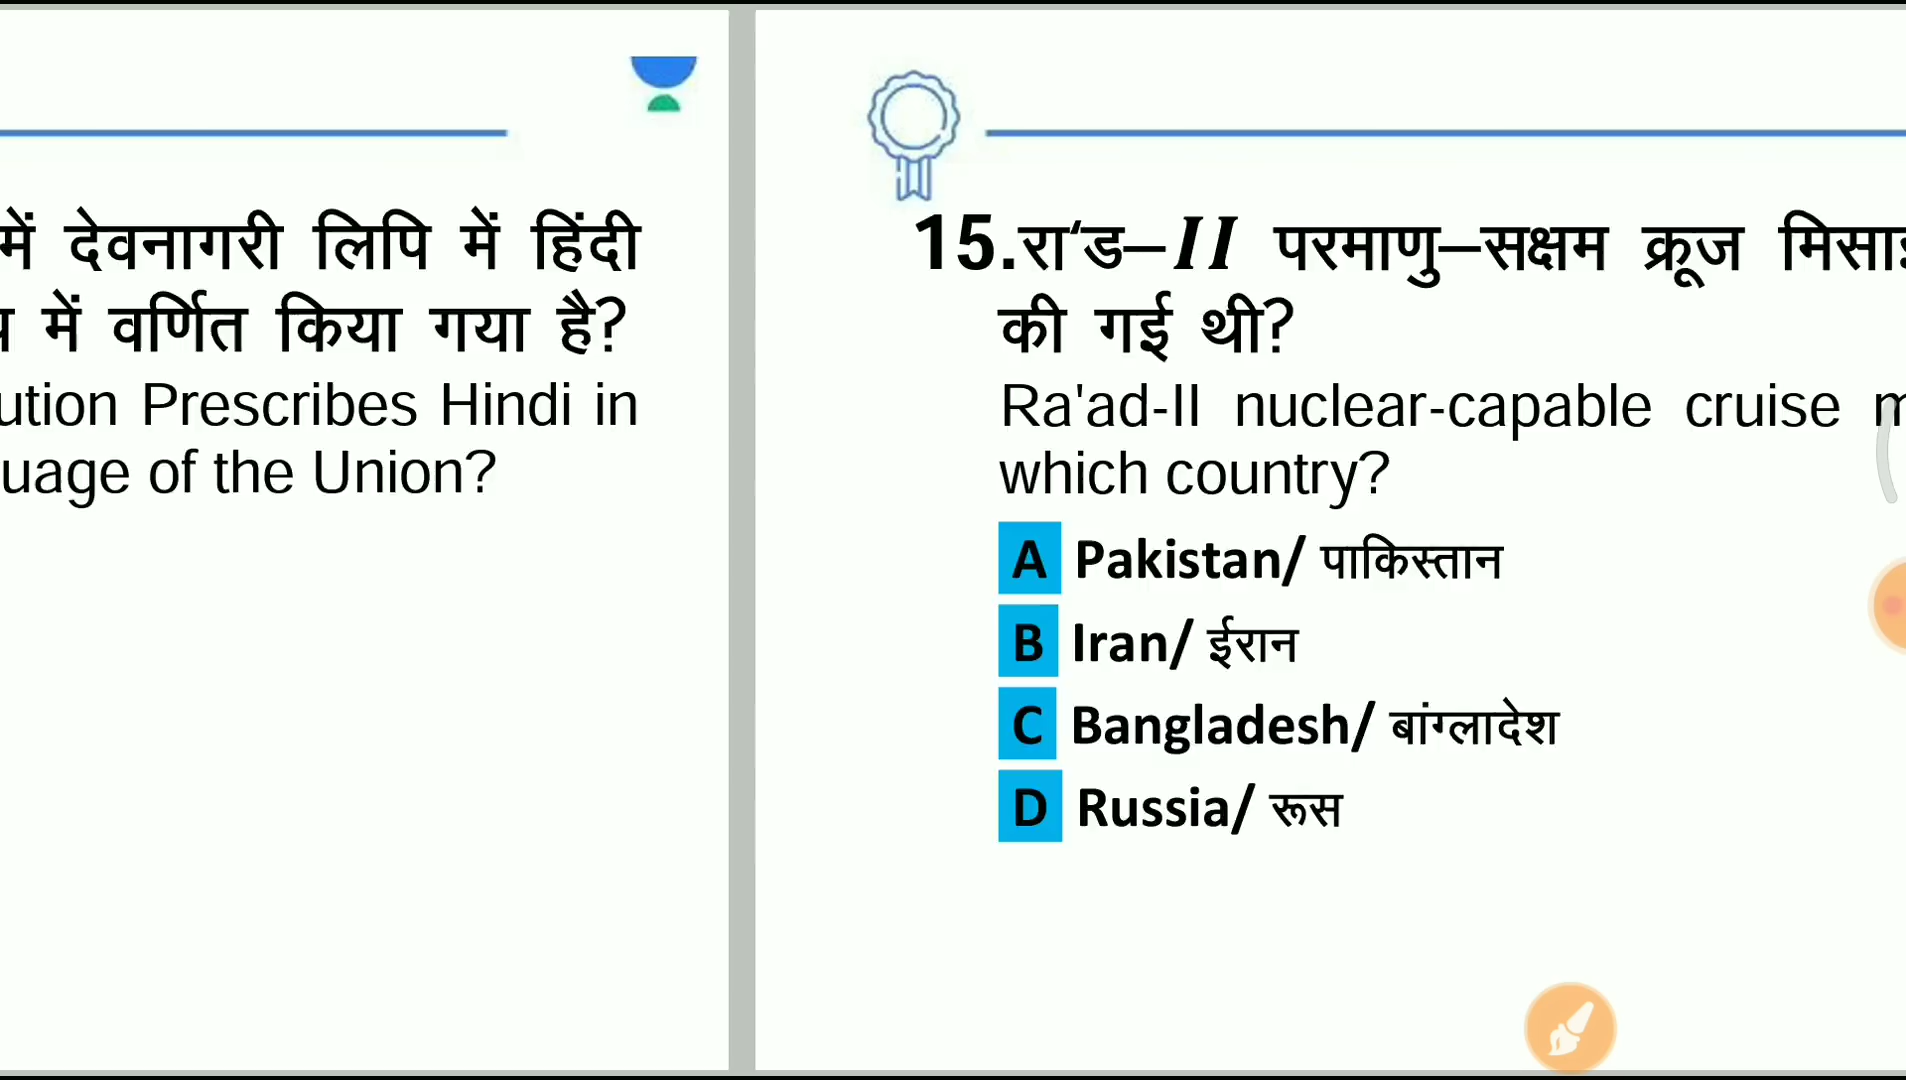 में देवनागरी लिपि में हिंदी
में वर्णित किया गया है?
ution Prescribes Hindi in
uage of the Union?
15.रा‘ड–II परमाणु–सक्षम क्रूज
की गई थी?
Ra'ad-II nuclear-capable cruise
which country?
A Pakistan/ पाकिस्तान
B Iran/ ईरान
C Bangladesh/ बांग्लादेश
D Russia/ रूस